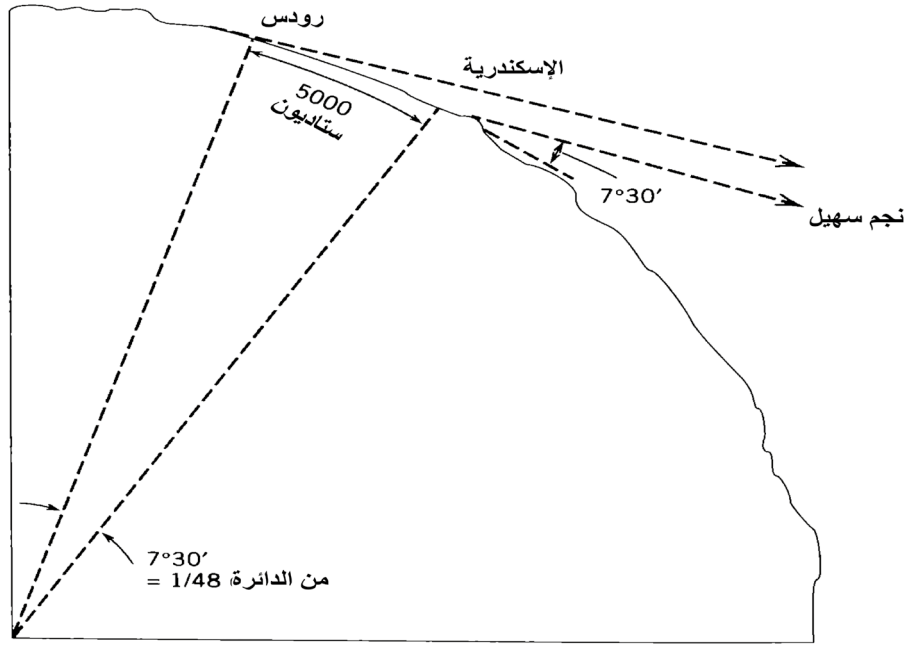 رودس
الإسكندرية
5000
ستاديون
7°30′
نجم سهيل
7°30′
= 1/48 من الدائرة